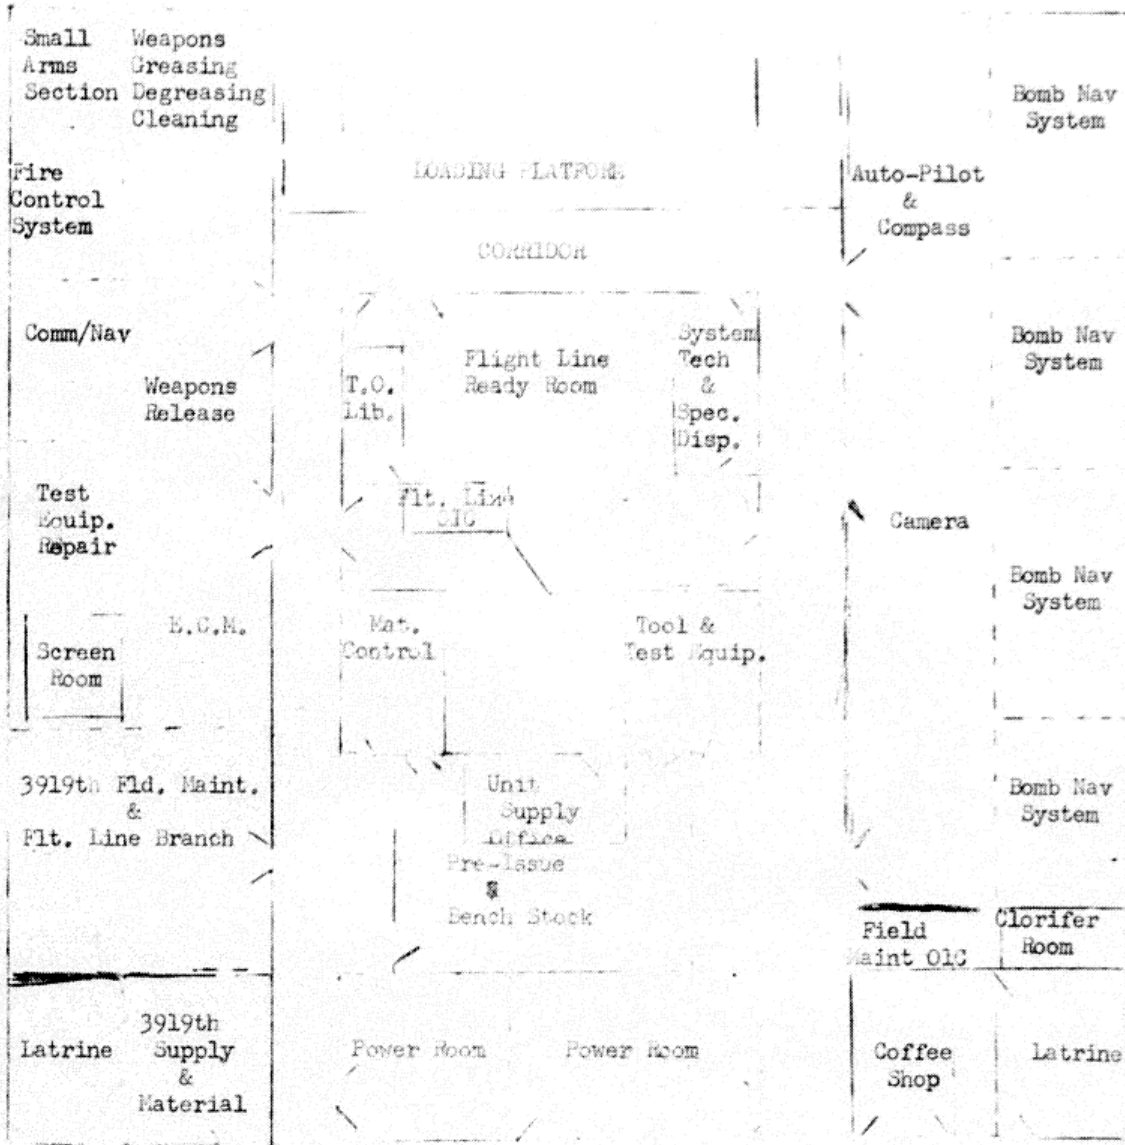 Small
Arms
Section
Weapons
Greasing
Degreasing
Cleaning
Fire
Control
System
LOADING PLATFORM
CORRIDOR
Auto-Pilot
&
Compass
Bomb Nav
System
Comm/Nav
Weapons
Release
T.O.
Lib.
Flight Line
Ready Room
System
Tech
&
Spec.
Disp.
Bomb Nav
System
Test
Equip.
Repair
Flt. Line
OIC
Camera
Bomb Nav
System
Screen
Room
E.C.M.
Mat.
Control
Tool &
Test Equip.
3919th Fld. Maint.
&
Flt. Line Branch
Unit
Supply
Office
Pre-Issue
&
Bench Stock
Bomb Nav
System
Field
Maint OlC
Clorifer
Room
Latrine
3919th
Supply
&
Material
Power Room
Power Room
Coffee
Shop
Latrine